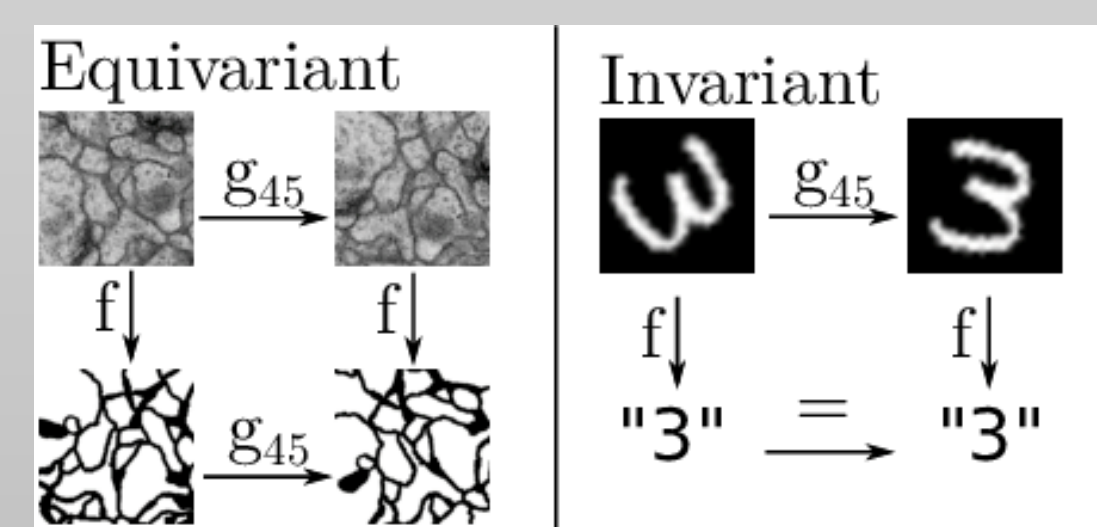 Equivariant
g45
f
f
g45
Invariant
g45
f
f
=
"3"
"3"